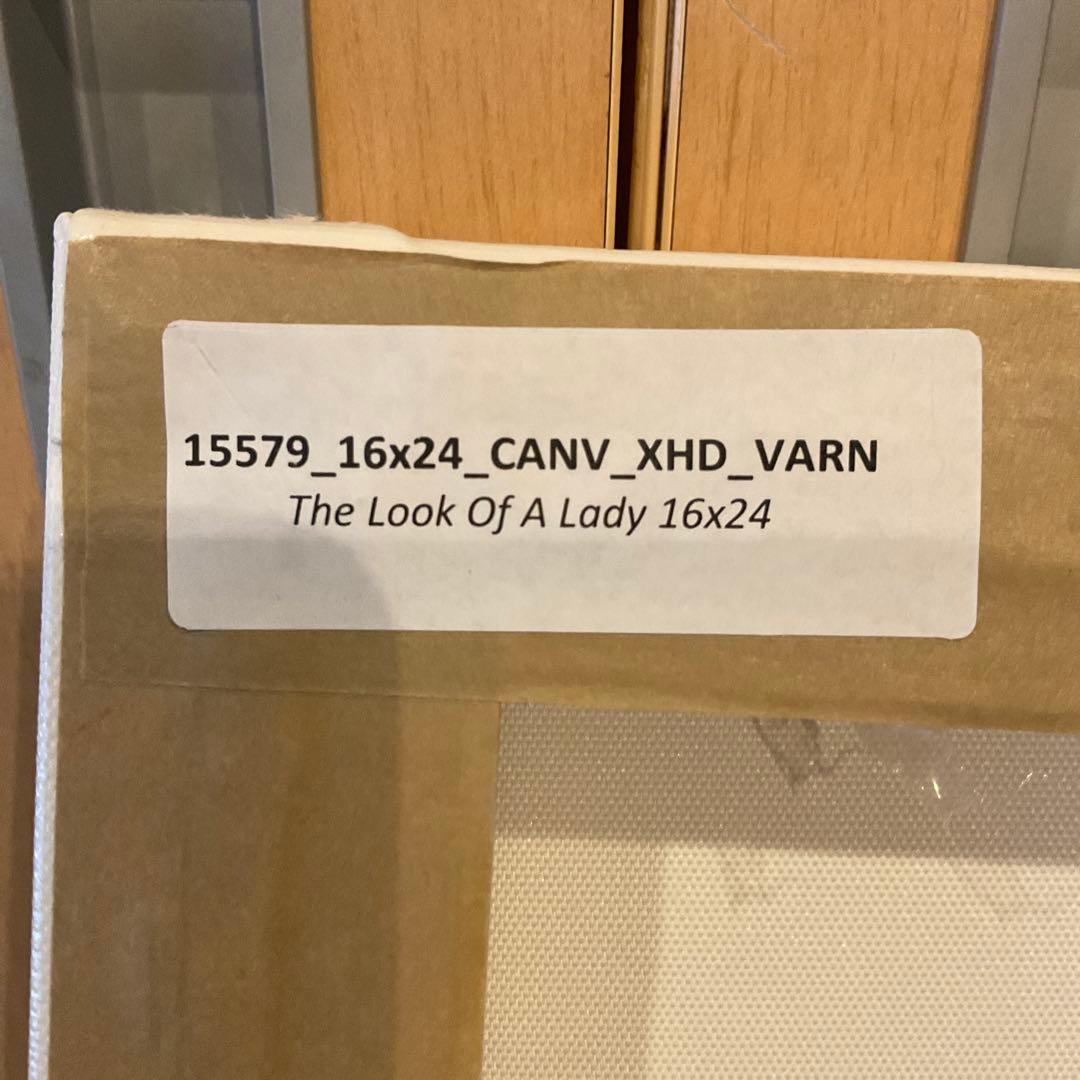 15579_16x24_CANV_XHD_VARN
The Look Of A Lady 16x24